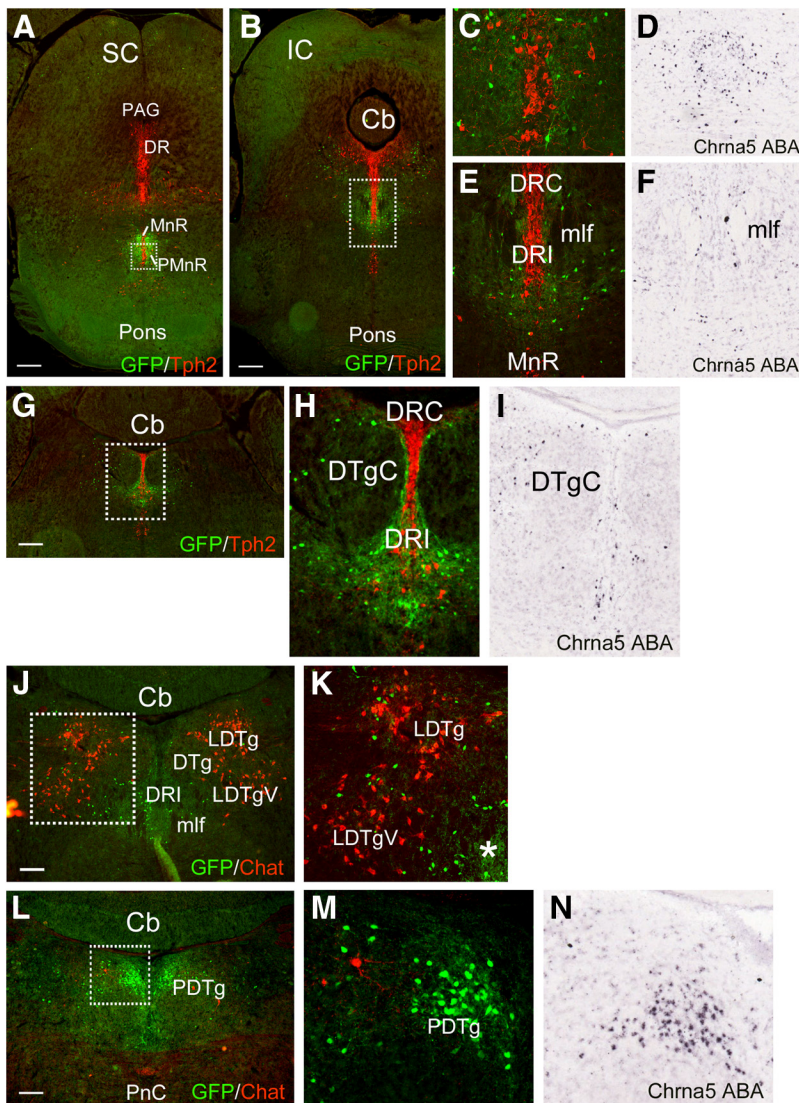 A
SC
PAG
DR
MnR
PMnR
Pons
GFP/Tph2
B
IC
Cb
Pons
GFP/Tph2
C
D
Chrna5 ABA
E
DRC
mlf
DRI
MnR
F
mlf
Chrna5 ABA
G
Cb
GFP/Tph2
H
DRC
DTgC
DRI
I
DTgC
Chrna5 ABA
J
Cb
LDTg
DTg
DRI
LDTgV
mlf
GFP/Chat
K
LDTg
LDTgV
*
L
Cb
PDTg
PnC
GFP/Chat
M
PDTg
N
Chrna5 ABA